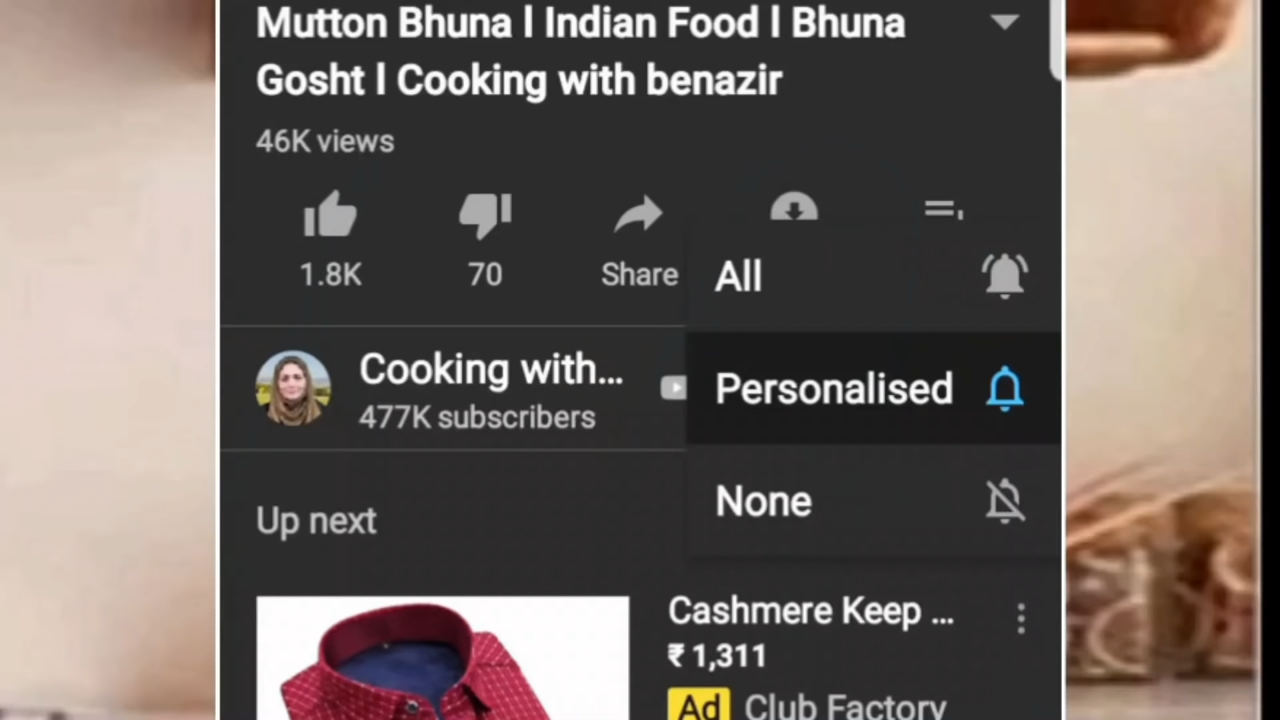 Mutton Bhuna l Indian Food l Bhuna
Gosht l Cooking with benazir
46K views
1.8K
70
Share
All
Cooking with...
477K subscribers
Personalised
None
Up next
Cashmere Keep ...
₹ 1,311
Ad Club Factory